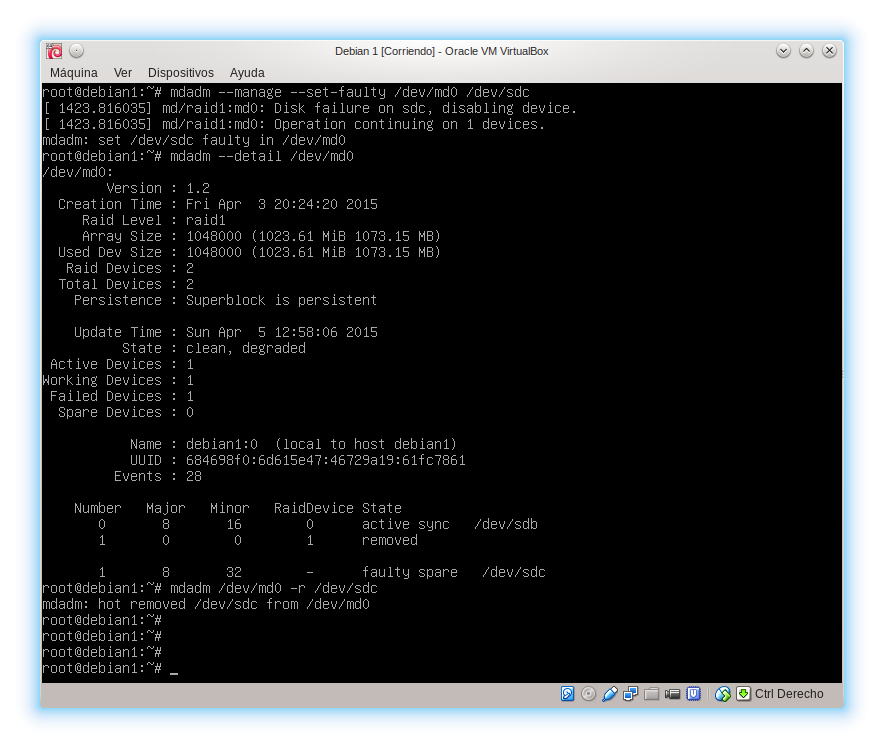 Debian 1 [Corriendo] - Oracle VM VirtualBox
Máquina Ver Dispositivos Ayuda
root@debian1:~# mdadm --manage --set-faulty /dev/md0 /dev/sdc
[ 1423.816035] md/raid1:md0: Disk failure on sdc, disabling device.
[ 1423.816035] md/raid1:md0: Operation continuing on 1 devices.
mdadm: set /dev/sdc faulty in /dev/md0
root@debian1:~# mdadm --detail /dev/md0
/dev/md0:
Version : 1.2
Creation Time : Fri Apr  3 20:24:20 2015
Raid Level : raid1
Array Size : 1048000 (1023.61 MiB 1073.15 MB)
Used Dev Size : 1048000 (1023.61 MiB 1073.15 MB)
Raid Devices : 2
Total Devices : 2
Persistence : Superblock is persistent
Update Time : Sun Apr  5 12:58:06 2015
State : clean, degraded
Active Devices : 1
Working Devices : 1
Failed Devices : 1
Spare Devices : 0
Name : debian1:0  (local to host debian1)
UUID : 684698f0:6d615e47:46729a19:61fc7861
Events : 28
Number   Major   Minor   RaidDevice State
0       8       16        0      active sync   /dev/sdb
1       0        0        1      removed
1       8       32        -      faulty spare   /dev/sdc
root@debian1:~# mdadm /dev/md0 -r /dev/sdc
mdadm: hot removed /dev/sdc from /dev/md0
root@debian1:~#
root@debian1:~#
root@debian1:~#
root@debian1:~# _
Ctrl Derecho